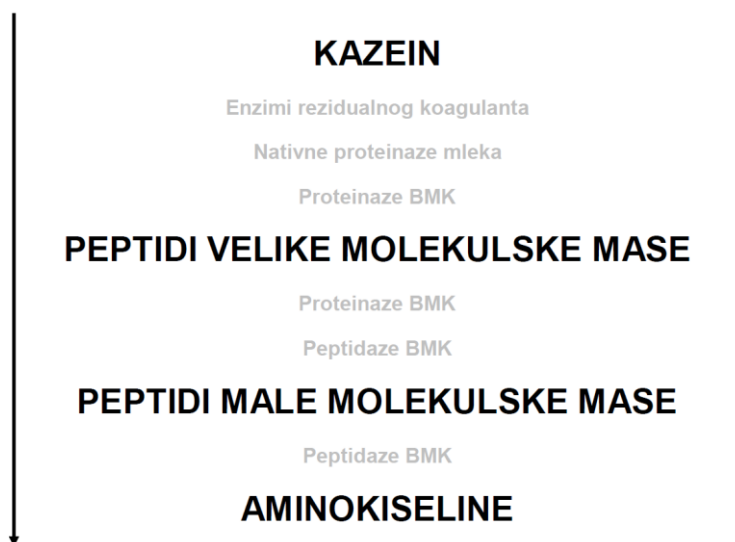 KAZEIN
Enzimi rezidualnog koagulanta
Nativne proteinaze mleka
Proteinaze BMK
PEPTIDI VELIKE MOLEKULSKE MASE
Proteinaze BMK
Peptidaze BMK
PEPTIDI MALE MOLEKULSKE MASE
Peptidaze BMK
AMINOKISELINE